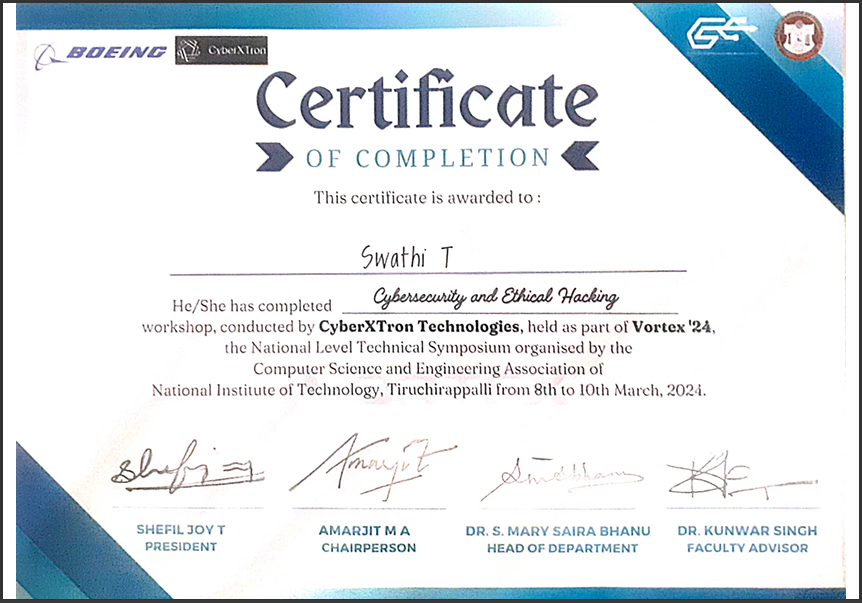 BOEING CyberXTron
Certificate
OF COMPLETION
This certificate is awarded to :
Swathi T
He/She has completed Cybersecurity and Ethical Hacking
workshop, conducted by CyberXTron Technologies, held as part of Vortex '24,
the National Level Technical Symposium organised by the
Computer Science and Engineering Association of
National Institute of Technology, Tiruchirappalli from 8th to 10th March, 2024.
Shefin Amarjit
SHEFIL JOY T AMARJIT M A DR. S. MARY SAIRA BHANU DR. KUNWAR SINGH
PRESIDENT CHAIRPERSON HEAD OF DEPARTMENT FACULTY ADVISOR